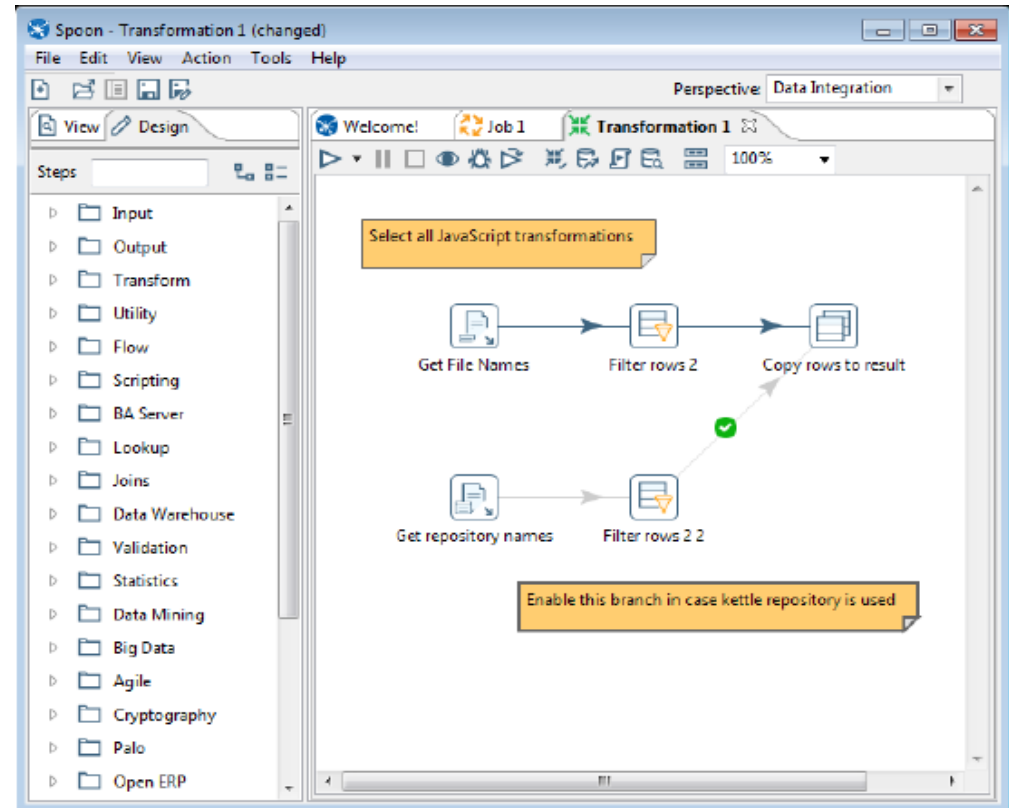 Spoon - Transformation 1 (changed)
File Edit View Action Tools Help
Perspective: Data Integration
View Design
Welcome! Job 1 Transformation 1
Steps
100%
Input
Output
Transform
Utility
Flow
Scripting
BA Server
Lookup
Joins
Data Warehouse
Validation
Statistics
Data Mining
Big Data
Agile
Cryptography
Palo
Open ERP
Select all JavaScript transformations
Get File Names
Filter rows 2
Copy rows to result
Get repository names
Filter rows 2 2
Enable this branch in case kettle repository is used